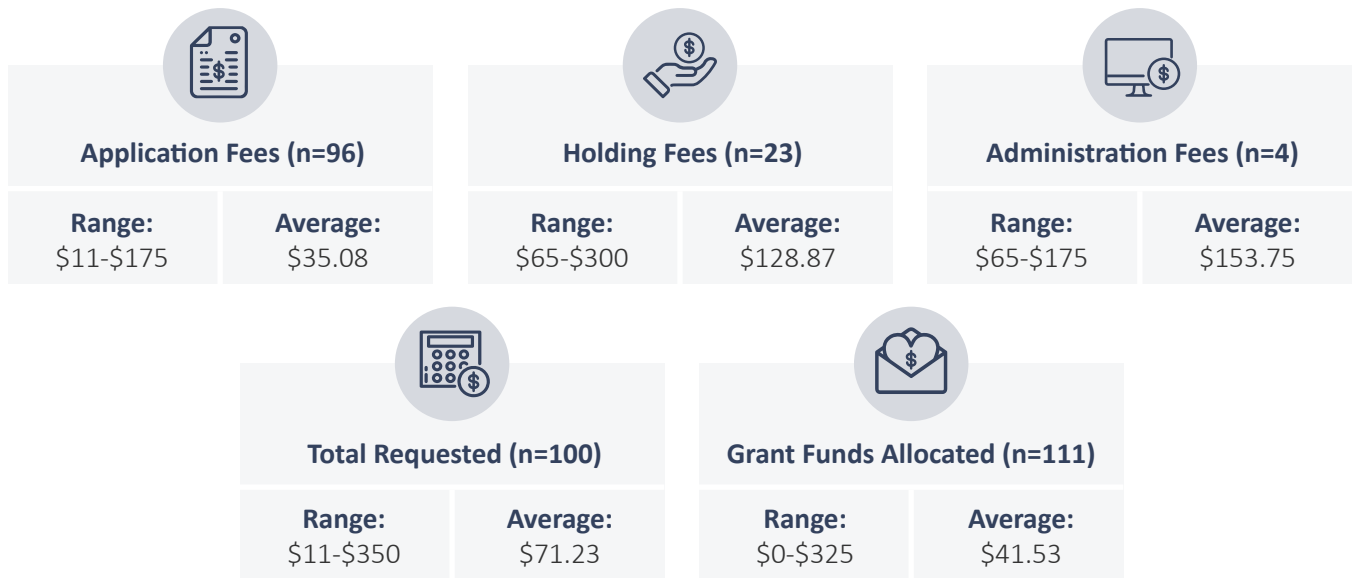 Application Fees (n=96)
Range:
$11-$175
Average:
$35.08
Holding Fees (n=23)
Range:
$65-$300
Average:
$128.87
Administration Fees (n=4)
Range:
$65-$175
Average:
$153.75
Total Requested (n=100)
Range:
$11-$350
Average:
$71.23
Grant Funds Allocated (n=111)
Range:
$0-$325
Average:
$41.53